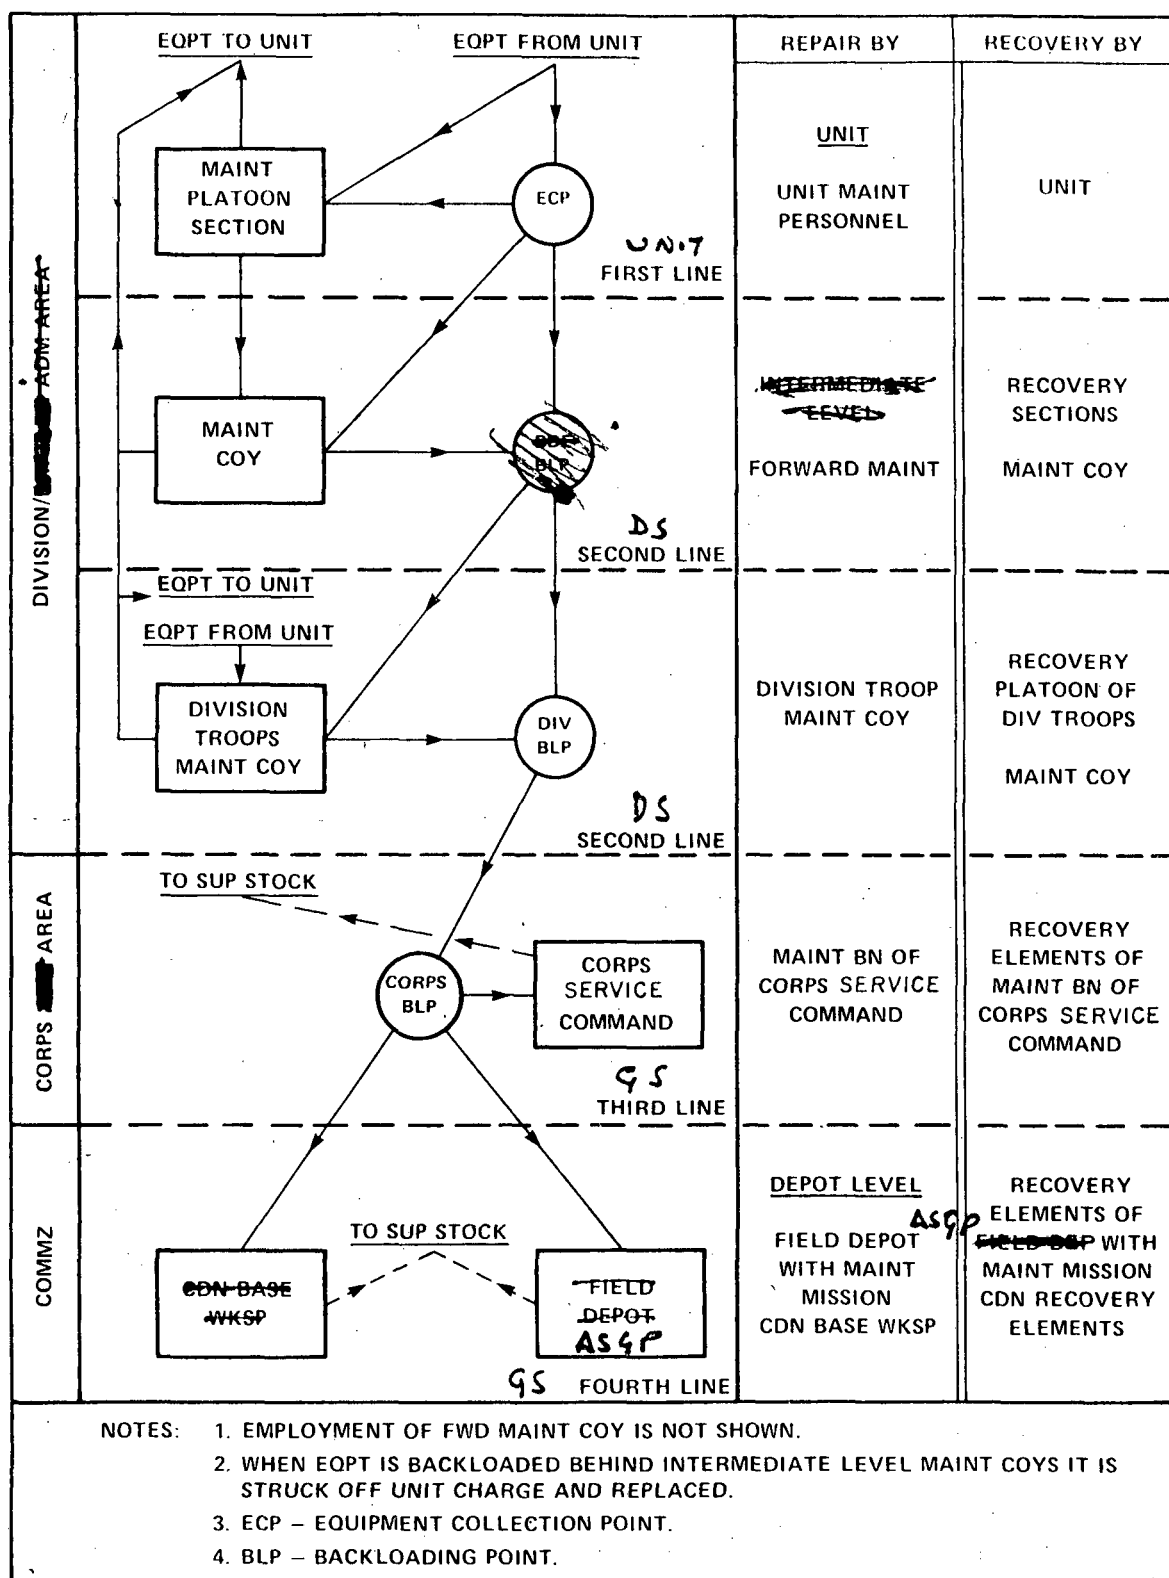 EQPT TO UNIT
EQPT FROM UNIT
REPAIR BY
RECOVERY BY
DIVISION/
ADM AREA
MAINT
PLATOON
SECTION
ECP
UNIT
FIRST LINE
UNIT
UNIT MAINT
PERSONNEL
UNIT
MAINT
COY
BLP
DS
SECOND LINE
INTERMEDIATE
LEVEL
FORWARD MAINT
RECOVERY
SECTIONS
MAINT COY
EQPT TO UNIT
EQPT FROM UNIT
DIVISION
TROOPS
MAINT COY
DIV
BLP
DS
SECOND LINE
DIVISION TROOP
MAINT COY
RECOVERY
PLATOON OF
DIV TROOPS
MAINT COY
CORPS
AREA
TO SUP STOCK
CORPS
BLP
CORPS
SERVICE
COMMAND
GS
THIRD LINE
MAINT BN OF
CORPS SERVICE
COMMAND
RECOVERY
ELEMENTS OF
MAINT BN OF
CORPS SERVICE
COMMAND
COMMZ
TO SUP STOCK
CDN BASE
WKSP
FIELD
DEPOT
ASGP
GS FOURTH LINE
DEPOT LEVEL
FIELD DEPOT
WITH MAINT
MISSION
CDN BASE WKSP
RECOVERY
ELEMENTS OF
ASGP
FIELD DEP WITH
MAINT MISSION
CDN RECOVERY
ELEMENTS
NOTES: 1. EMPLOYMENT OF FWD MAINT COY IS NOT SHOWN.
2. WHEN EQPT IS BACKLOADED BEHIND INTERMEDIATE LEVEL MAINT COYS IT IS
STRUCK OFF UNIT CHARGE AND REPLACED.
3. ECP – EQUIPMENT COLLECTION POINT.
4. BLP – BACKLOADING POINT.